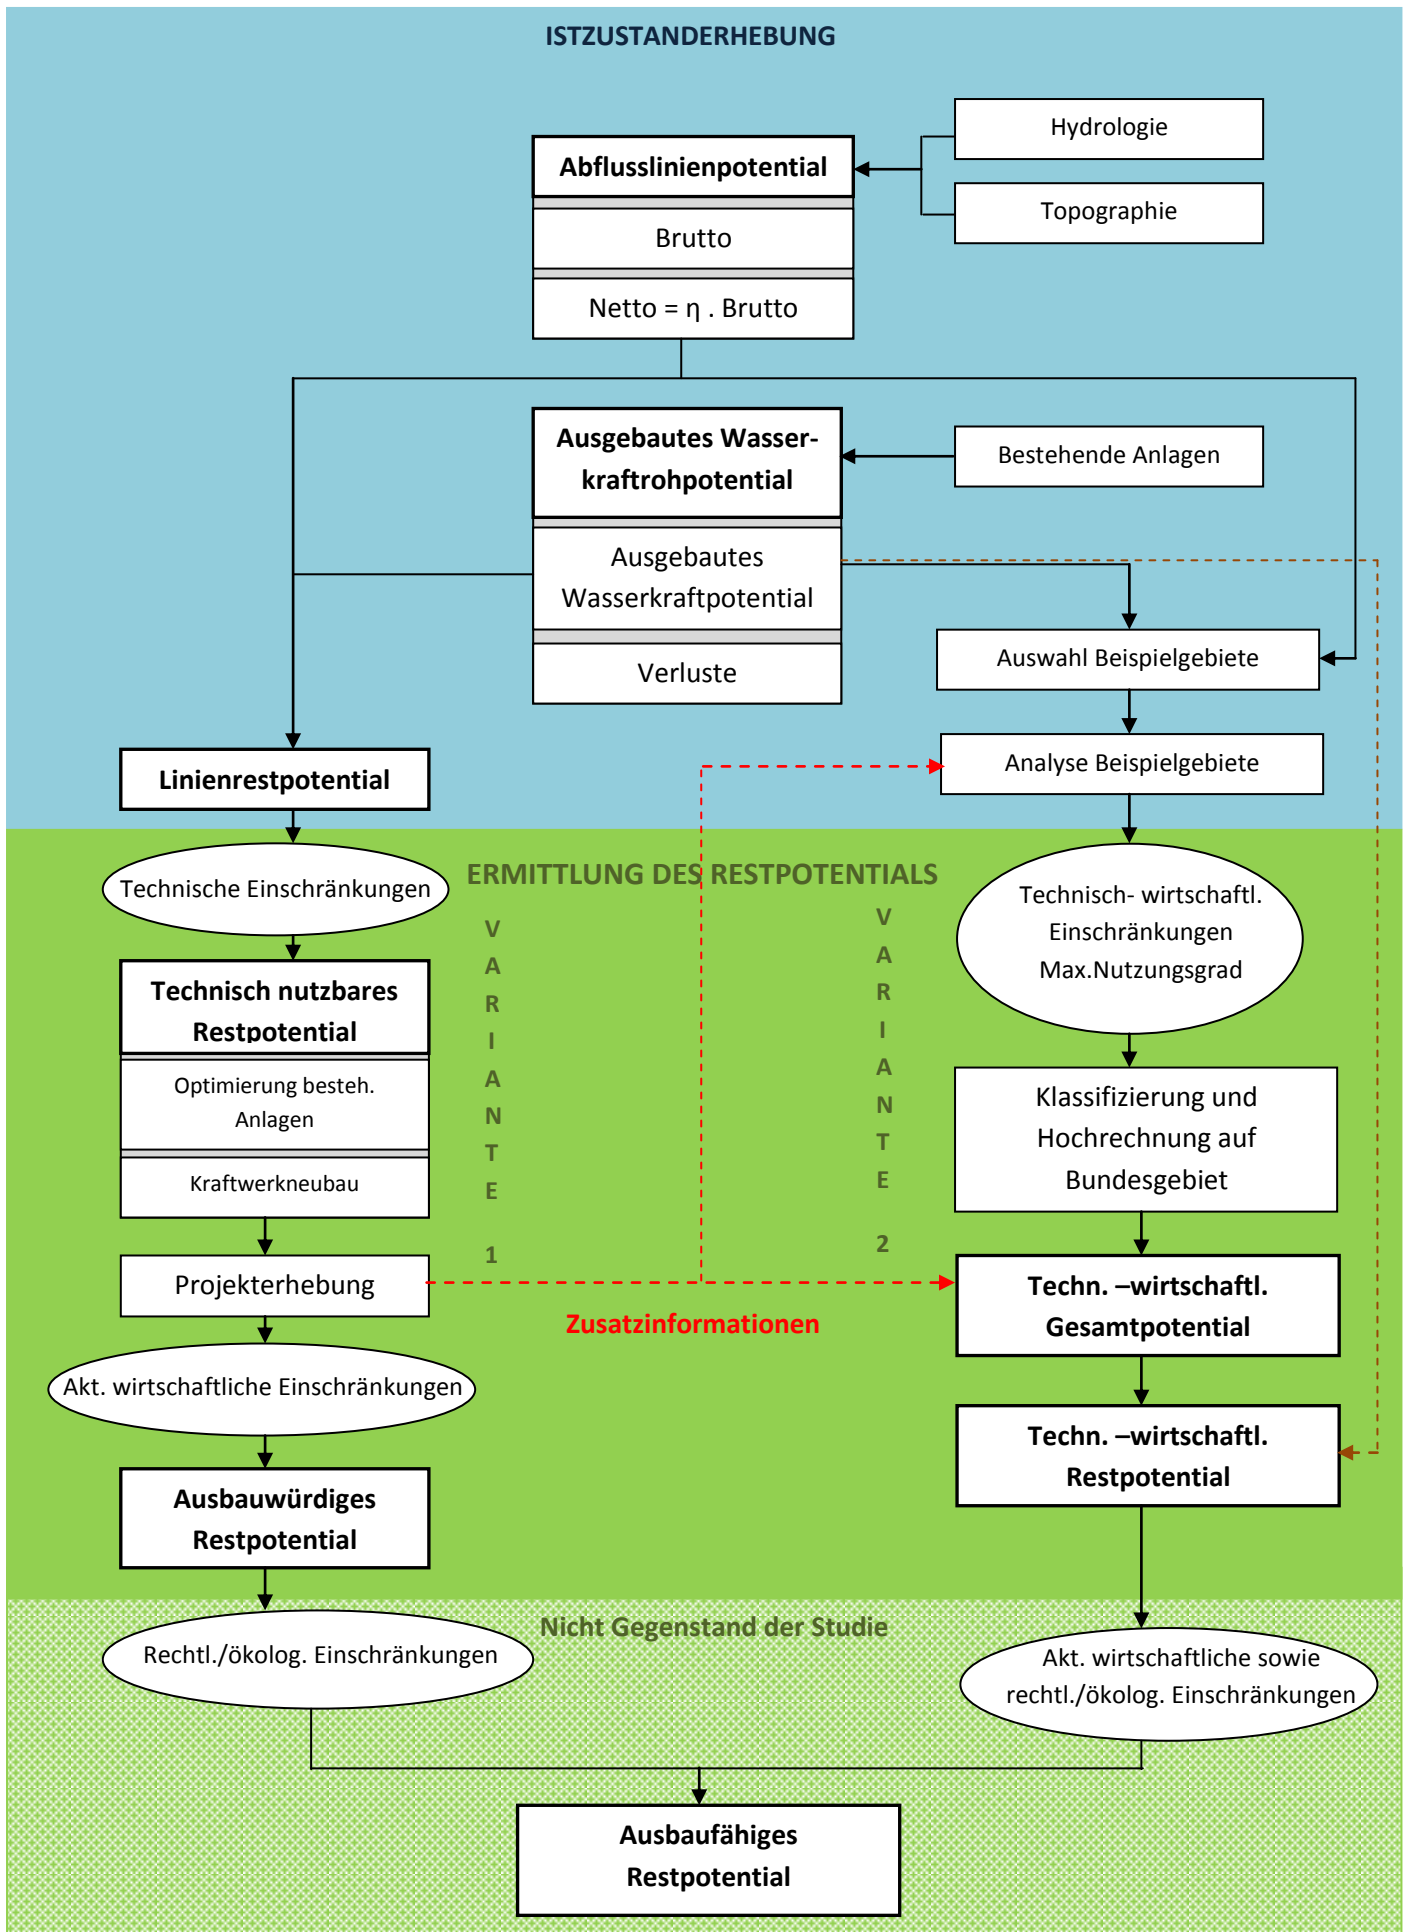 ISTZUSTANDERHEBUNG
Hydrologie
Abflusslinienpotential
Topographie
Brutto
Netto = η . Brutto
Ausgebautes Wasser-
kraftrohpotential
Bestehende Anlagen
Ausgebautes
Wasserkraftpotential
Verluste
Auswahl Beispielgebiete
Analyse Beispielgebiete
Linienrestpotential
ERMITTLUNG DES RESTPOTENTIALS
Technische Einschränkungen
Technisch nutzbares
Restpotential
Optimierung besteh.
Anlagen
Kraftwerkneubau
Projekterhebung
Akt. wirtschaftliche Einschränkungen
Ausbauwürdiges
Restpotential
VARIANTE 1
VARIANTE 2
Zusatzinformationen
Technisch- wirtschaftl.
Einschränkungen
Max.Nutzungsgrad
Klassifizierung und
Hochrechnung auf
Bundesgebiet
Techn. –wirtschaftl.
Gesamtpotential
Techn. –wirtschaftl.
Restpotential
Nicht Gegenstand der Studie
Rechtl./ökolog. Einschränkungen
Akt. wirtschaftliche sowie
rechtl./ökolog. Einschränkungen
Ausbaufähiges
Restpotential